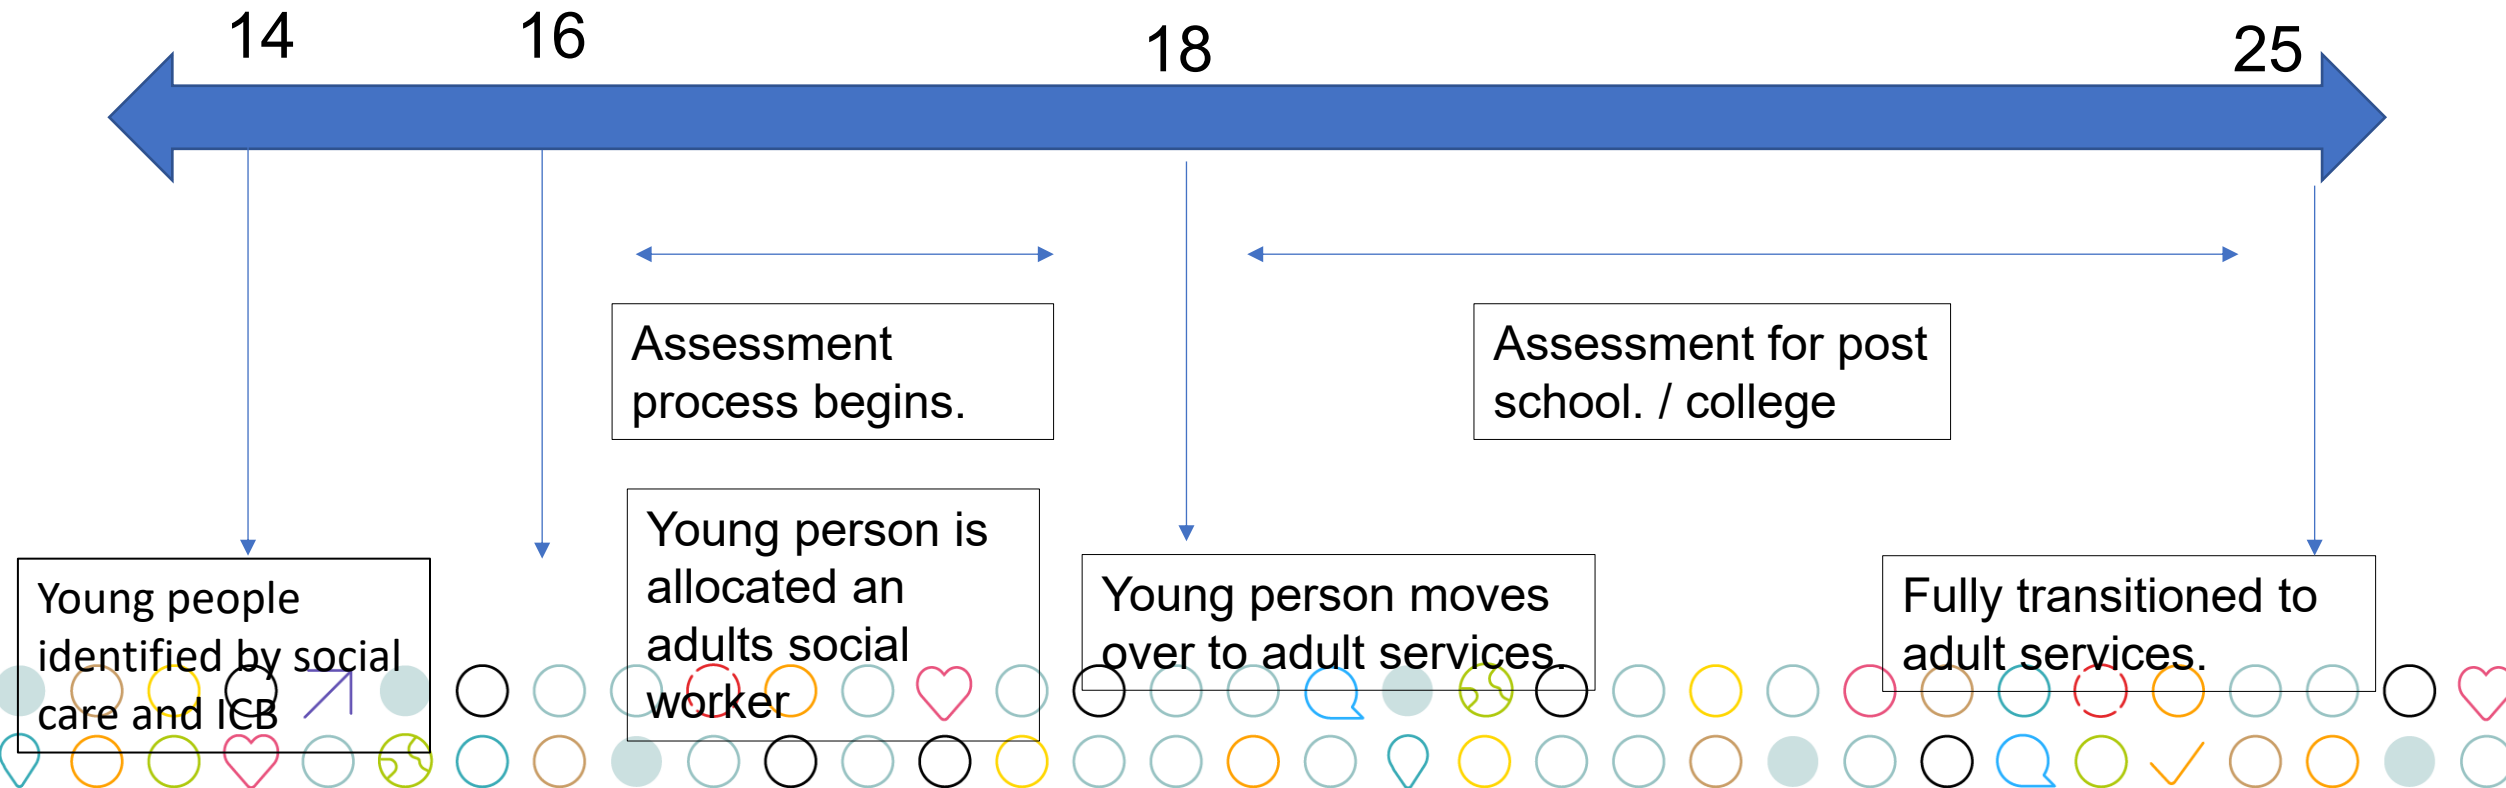 14
16
18
25
Assessment
process begins.
Assessment for post
school. / college
Young people
identified by social
care and ICB
Young person is
allocated an
adults social
worker
Young person moves
over to adult services.
Fully transitioned to
adult services.